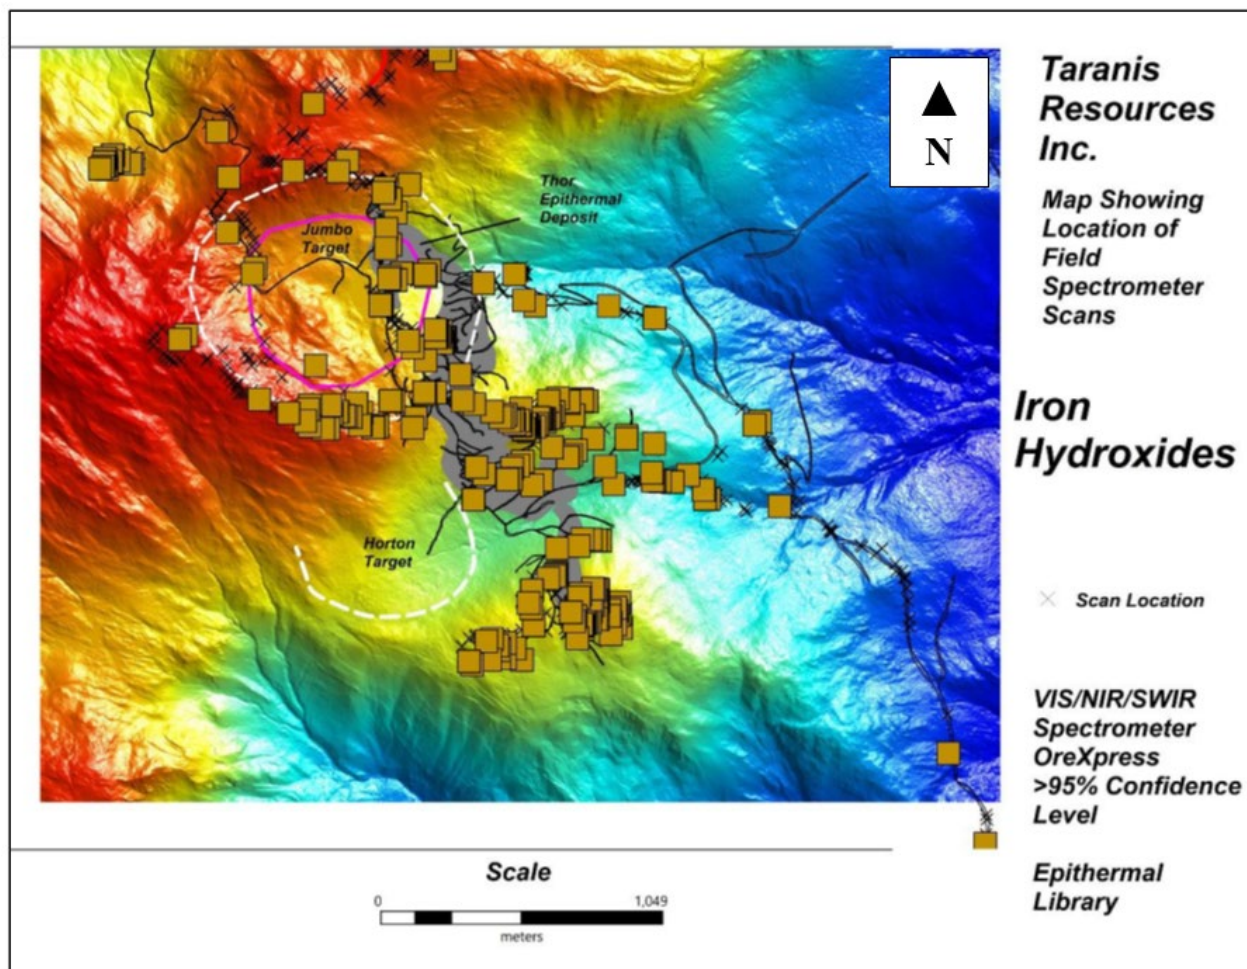 Taranis
Resources
Inc.
N
Map Showing
Location of
Field
Spectrometer
Scans
Thor
Epithermal
Deposit
Jumbo
Target
Iron
Hydroxides
Horton
Target
Scan Location
VIS/NIR/SWIR
Spectrometer
OreXpress
>95% Confidence
Level
Epithermal
Library
Scale
0
1,049
meters